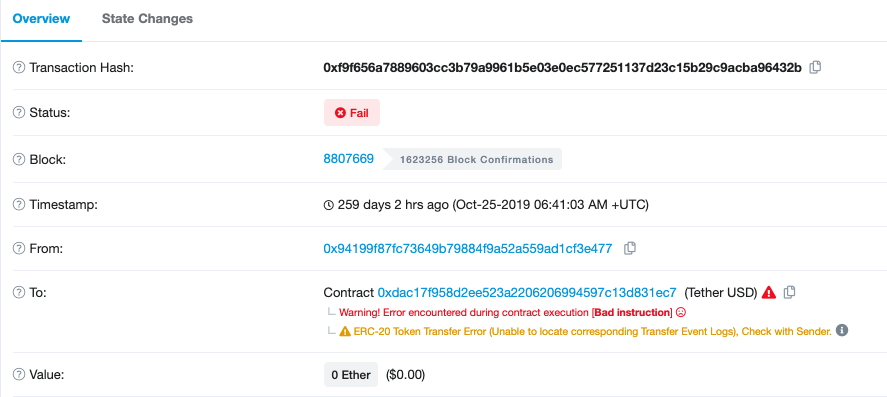 Overview State Changes
Transaction Hash: 0xf9f656a7889603cc3b79a9961b5e03e0ec577251137d23c15b29c9acba96432b
Status: Fail
Block: 8807669 1623256 Block Confirmations
Timestamp: 259 days 2 hrs ago (Oct-25-2019 06:41:03 AM +UTC)
From: 0x94199f87fc73649b79884f9a52a559ad1cf3e477
To: Contract 0xdac17f958d2ee523a2206206994597c13d831ec7 (Tether USD)
Warning! Error encountered during contract execution [Bad instruction]
ERC-20 Token Transfer Error (Unable to locate corresponding Transfer Event Logs), Check with Sender.
Value: 0 Ether ($0.00)